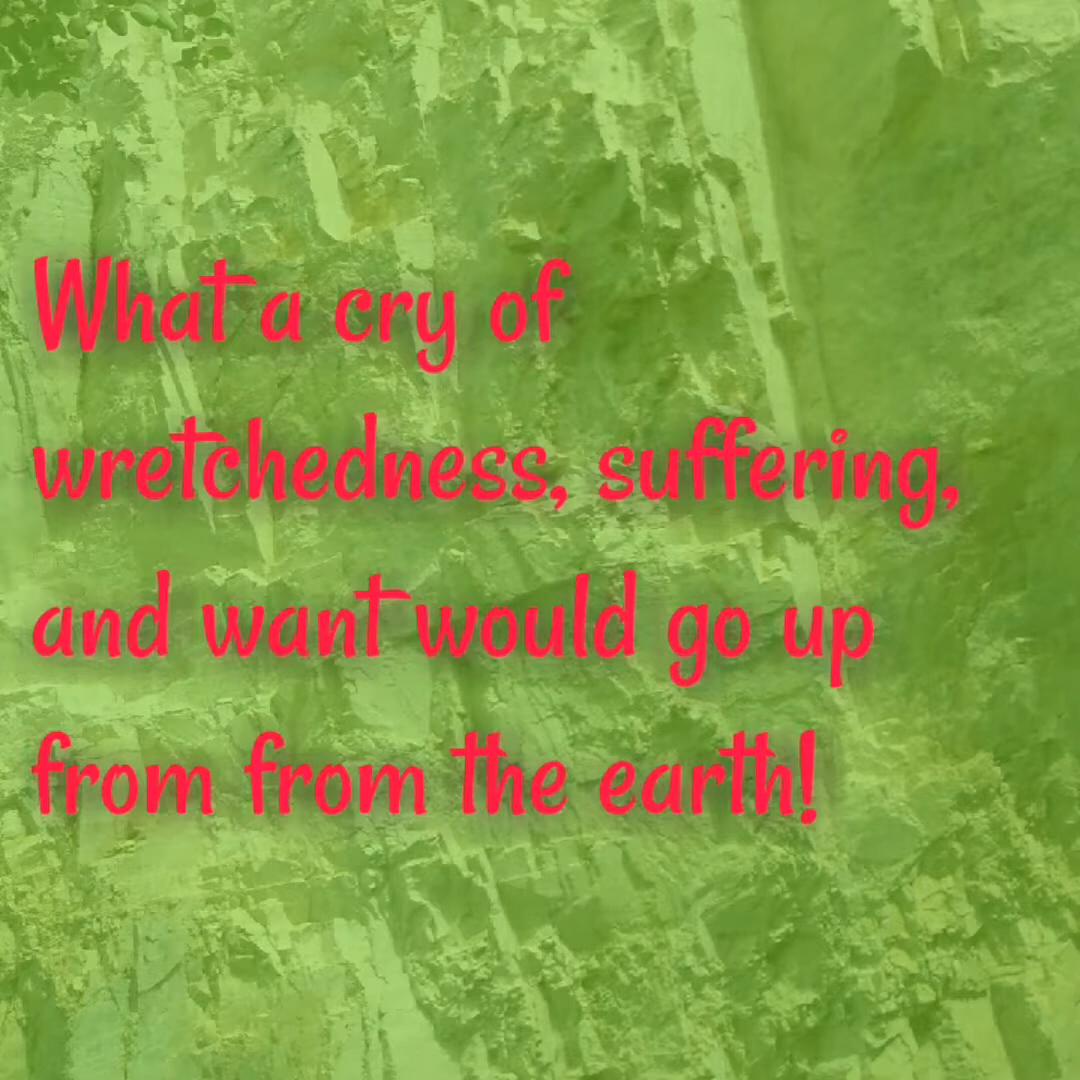 What a cry of
wretchedness, suffering,
and want would go up
from from the earth!